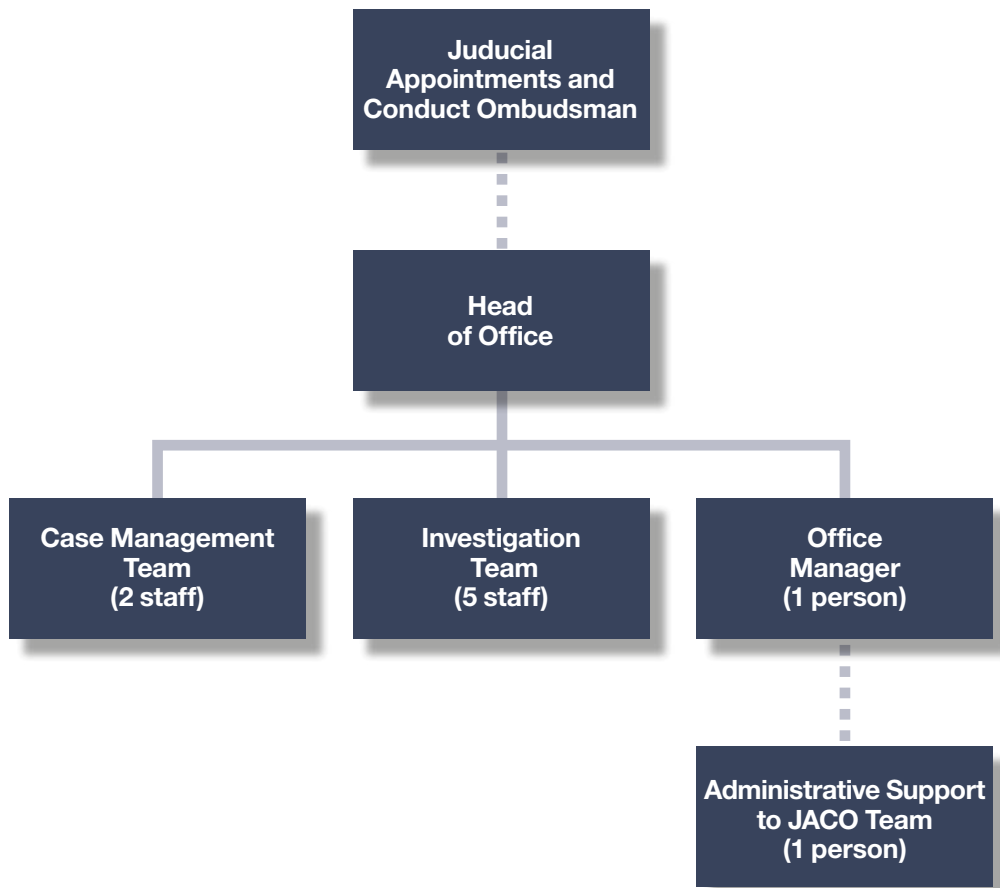 Juducial
Appointments and
Conduct Ombudsman
Head
of Office
Case Management
Team
(2 staff)
Investigation
Team
(5 staff)
Office
Manager
(1 person)
Administrative Support
to JACO Team
(1 person)